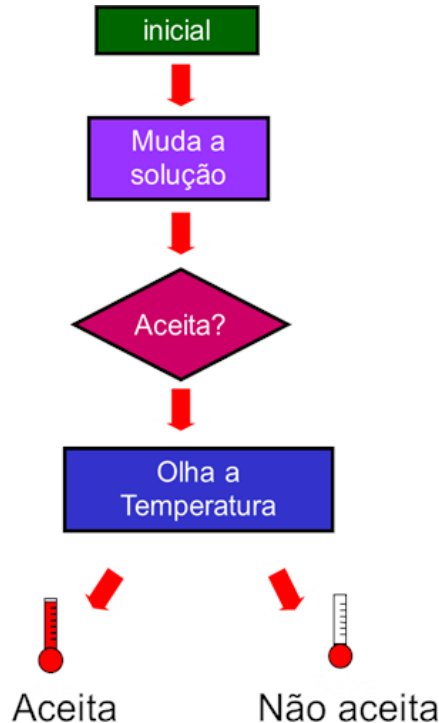 inicial
Muda a
solução
Aceita?
Olha a
Temperatura
Aceita
Não aceita